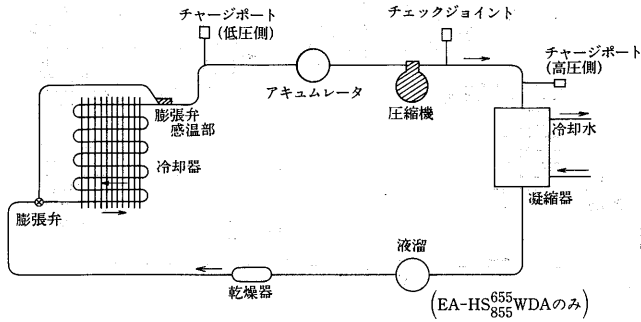 チャージポート
(低圧側)
チェックジョイント
チャージポート
(高圧側)
アキュムレータ
圧縮機
膨張弁
感温部
冷却水
冷却器
凝縮器
膨張弁
液溜
乾燥器
(EA-HS655855WDAのみ)